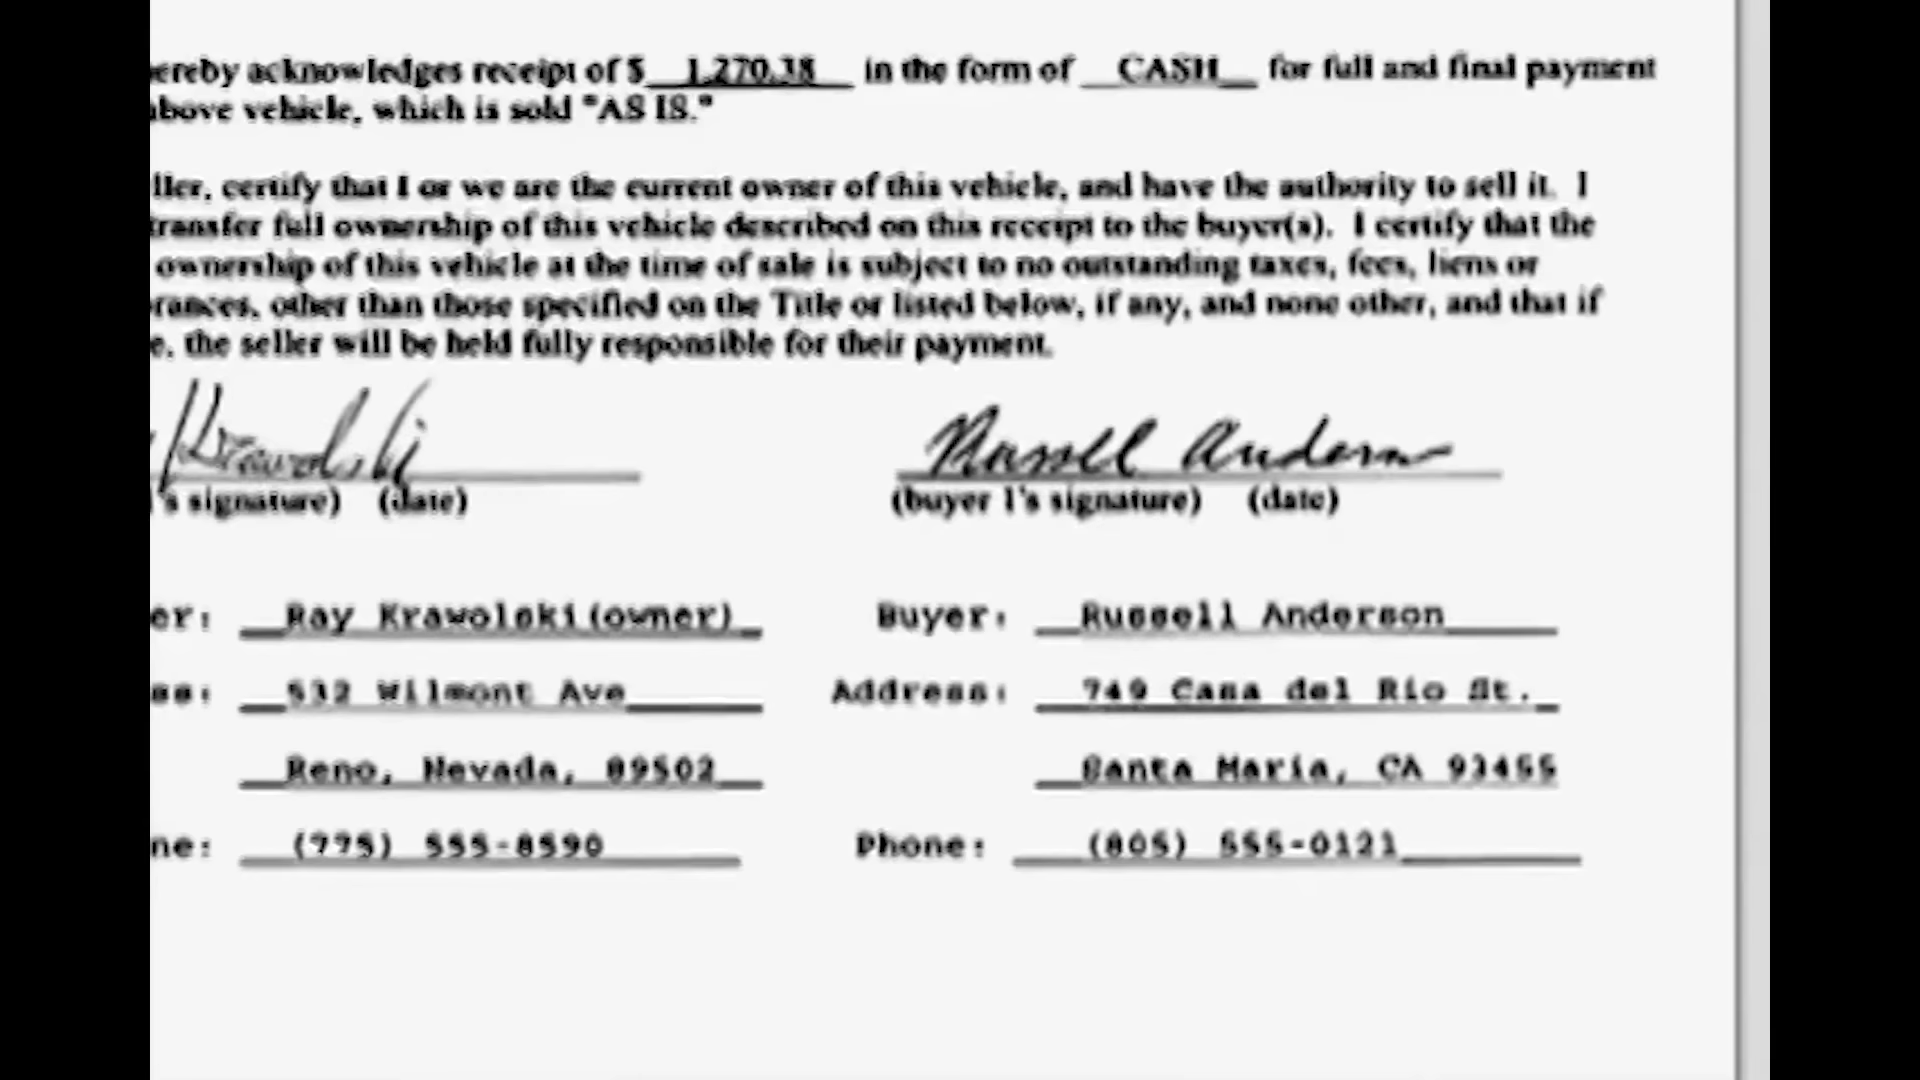 ereby acknowledges receipt of $ 1,270.38 in the form of CASH for full and final payment
above vehicle, which is sold "AS IS."
ller, certify that I or we are the current owner of this vehicle, and have the authority to sell it. I
transfer full ownership of this vehicle described on this receipt to the buyer(s). I certify that the
ownership of this vehicle at the time of sale is subject to no outstanding taxes, fees, liens or
rances, other than those specified on the Title or listed below, if any, and none other, and that if
e, the seller will be held fully responsible for their payment.
Krawolski Russell Anderson
's signature) (date) (buyer 1's signature) (date)
er: Ray Krawolski(owner) Buyer: Russell Anderson
ss: 532 Wilmont Ave Address: 749 Casa del Rio St.
Reno, Nevada, 89502 Santa Maria, CA 93455
ne: (775) 555-8590 Phone: (805) 555-0121